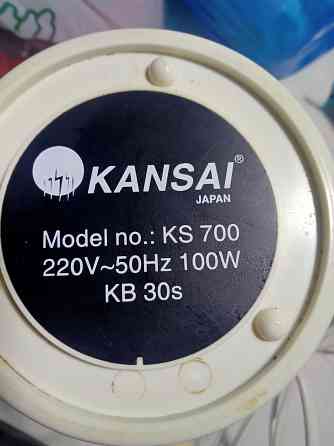 KANSAI®
JAPAN
Model no.: KS 700
220V~50Hz 100W
KB 30s